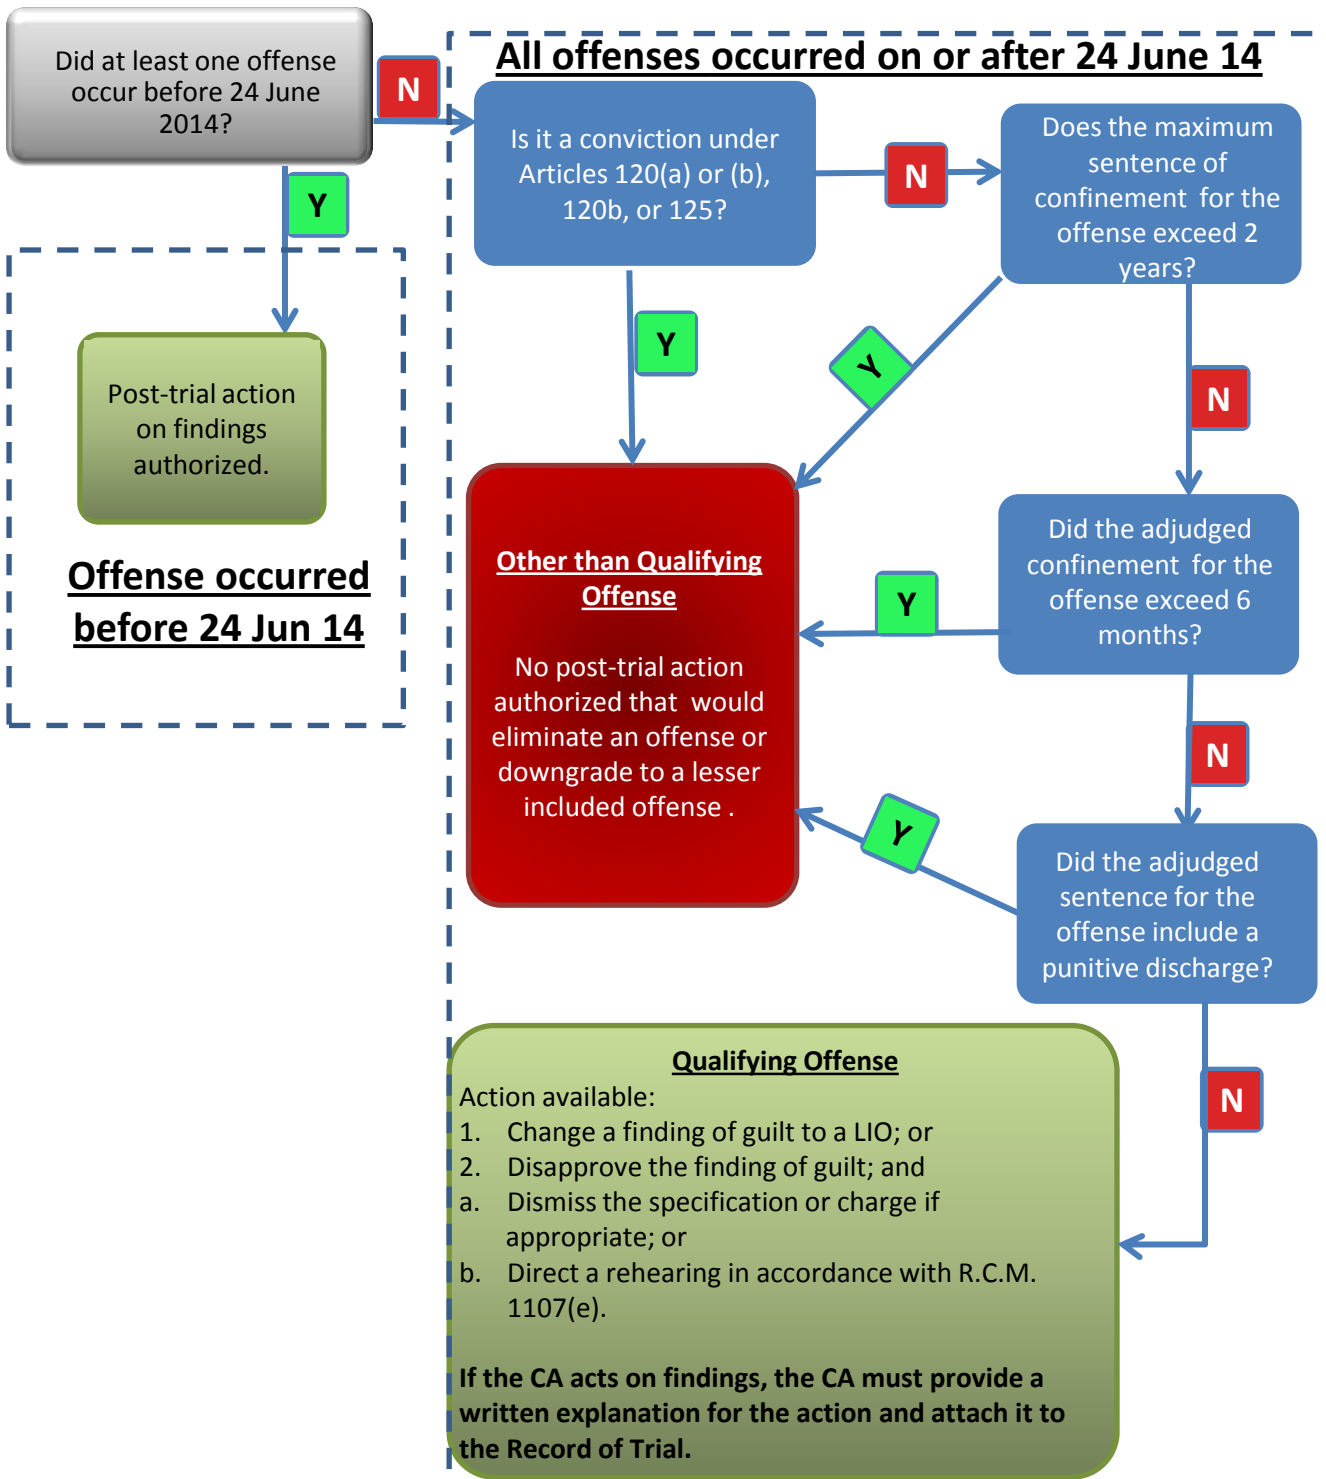 Did at least one offense
occur before 24 June
2014?
N
Y
Post-trial action
on findings
authorized.
Offense occurred
before 24 Jun 14
All offenses occurred on or after 24 June 14
Is it a conviction under
Articles 120(a) or (b),
120b, or 125?
N
Y
Does the maximum
sentence of
confinement for the
offense exceed 2
years?
Y
N
Did the adjudged
confinement for the
offense exceed 6
months?
Y
N
Did the adjudged
sentence for the
offense include a
punitive discharge?
Y
N
Other than Qualifying
Offense
No post-trial action
authorized that would
eliminate an offense or
downgrade to a lesser
included offense .
Qualifying Offense
Action available:
1. Change a finding of guilt to a LIO; or
2. Disapprove the finding of guilt; and
a. Dismiss the specification or charge if
appropriate; or
b. Direct a rehearing in accordance with R.C.M.
1107(e).
If the CA acts on findings, the CA must provide a
written explanation for the action and attach it to
the Record of Trial.